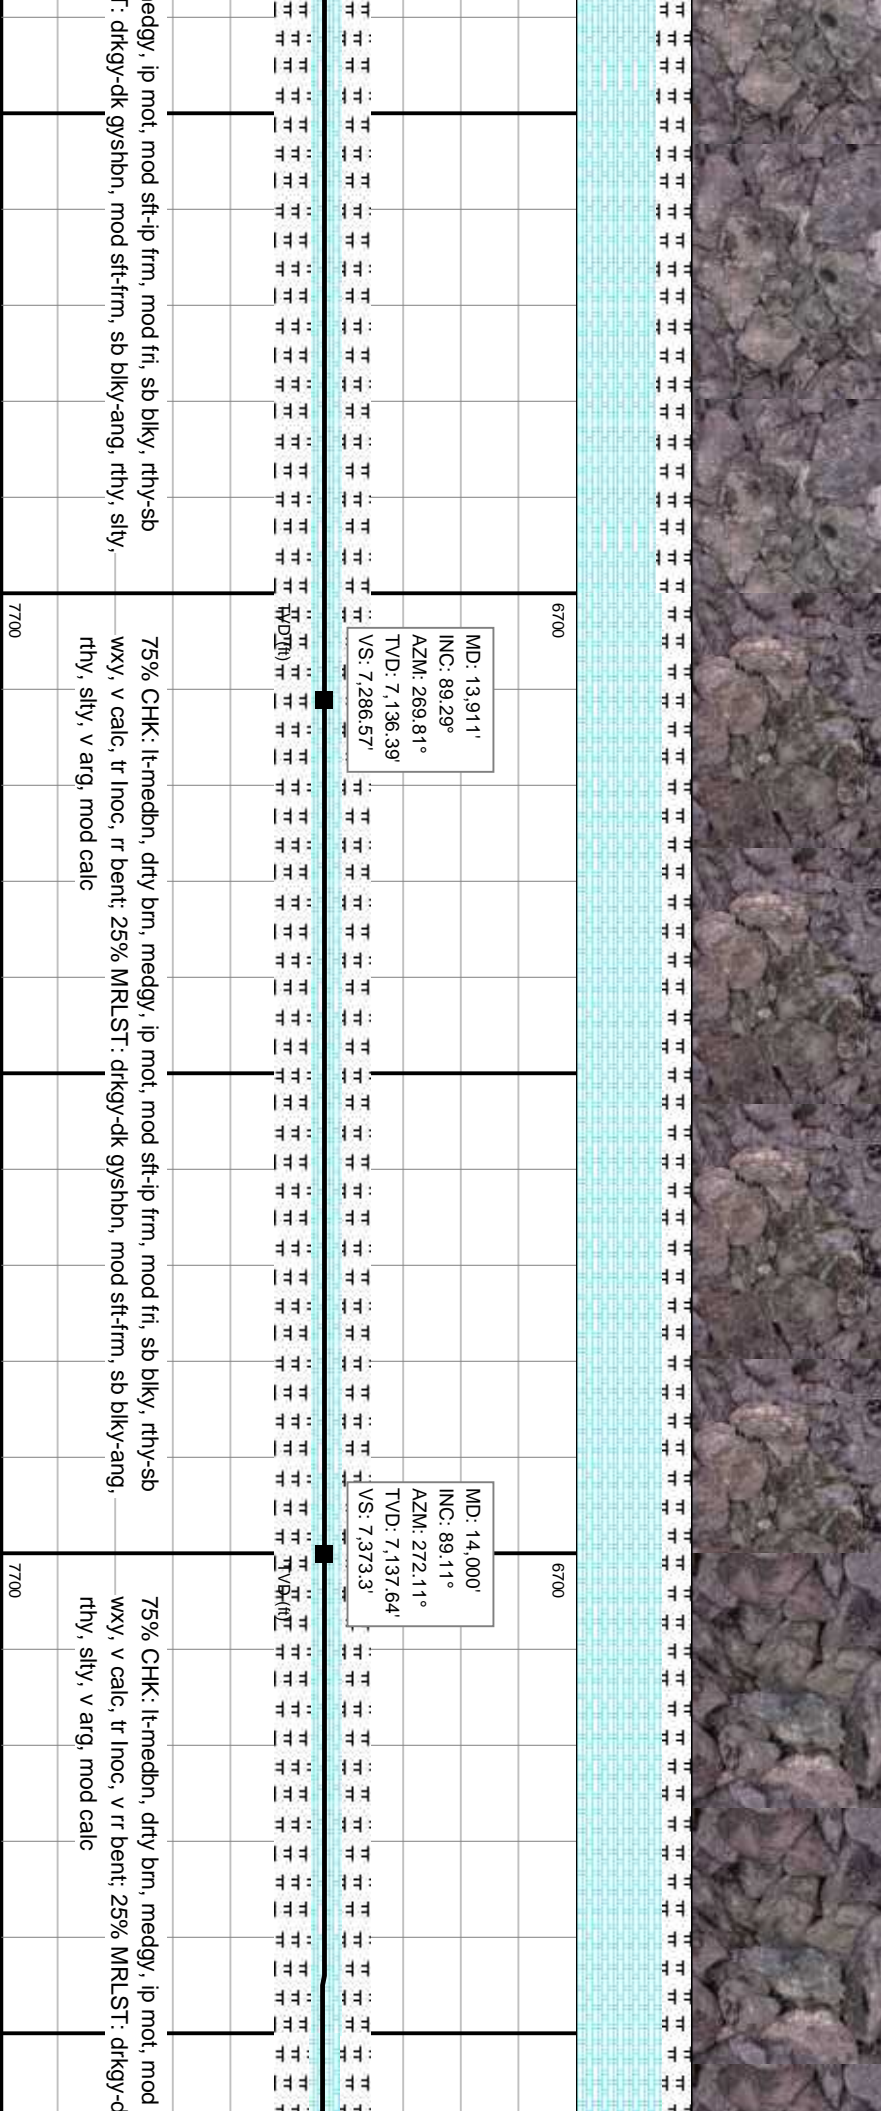 edgy, ip mot, mod sft-ip frm, mod fri, sb blky, rthy-sb
T: drkgy-dk gyshbn, mod sft-frm, sb blky-ang, rthy, slty,
6700
7700
TVD (ft)
MD: 13,911'
INC: 89.29°
AZM: 269.81°
TVD: 7,136.39'
VS: 7,286.57'
75% CHK: lt-medbn, drty brn, medgy, ip mot, mod sft-ip frm, mod fri, sb blky, rthy-sb
wxy, v calc, tr Inoc, rr bent; 25% MRLST: drkgy-dk gyshbn, mod sft-frm, sb blky-ang,
rthy, slty, v arg, mod calc
MD: 14,000'
INC: 89.11°
AZM: 272.11°
TVD: 7,137.64'
VS: 7,373.3'
6700
7700
TVD (ft)
75% CHK: lt-medbn, drty brn, medgy, ip mot, mod
wxy, v calc, tr Inoc, v rr bent; 25% MRLST: drkgy-d
rthy, slty, v arg, mod calc